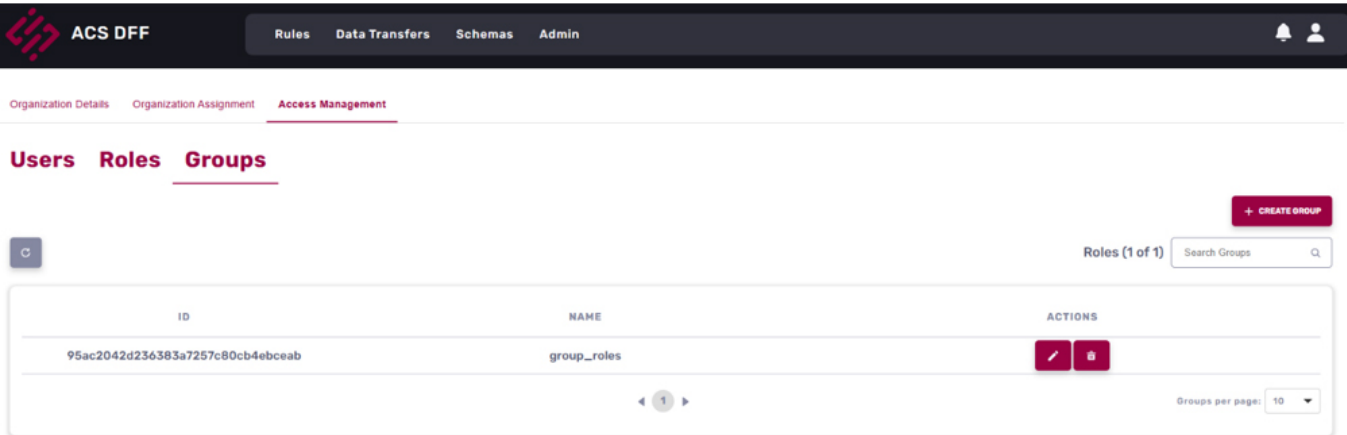 ACS DFF Rules Data Transfers Schemas Admin
Organization Details Organization Assignment Access Management
Users Roles Groups
+ CREATE GROUP
Roles (1 of 1) Search Groups
ID NAME ACTIONS
95ac2042d236383a7257c80cb4ebceab group_roles
1 Groups per page: 10